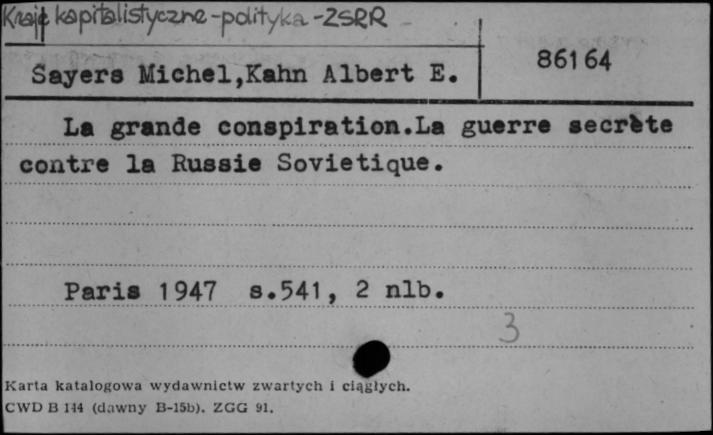 Kraje kapitalistyczne-polityka-ZSRR
Sayers Michel,Kahn Albert E.
86164
La grande conspiration.La guerre secrète
contre la Russie Sovietique.
Paris 1947 s.541, 2 nlb.
3
Karta katalogowa wydawnictw zwartych i ciągłych.
CWD B 144 (dawny B-15b). ZGG 91.